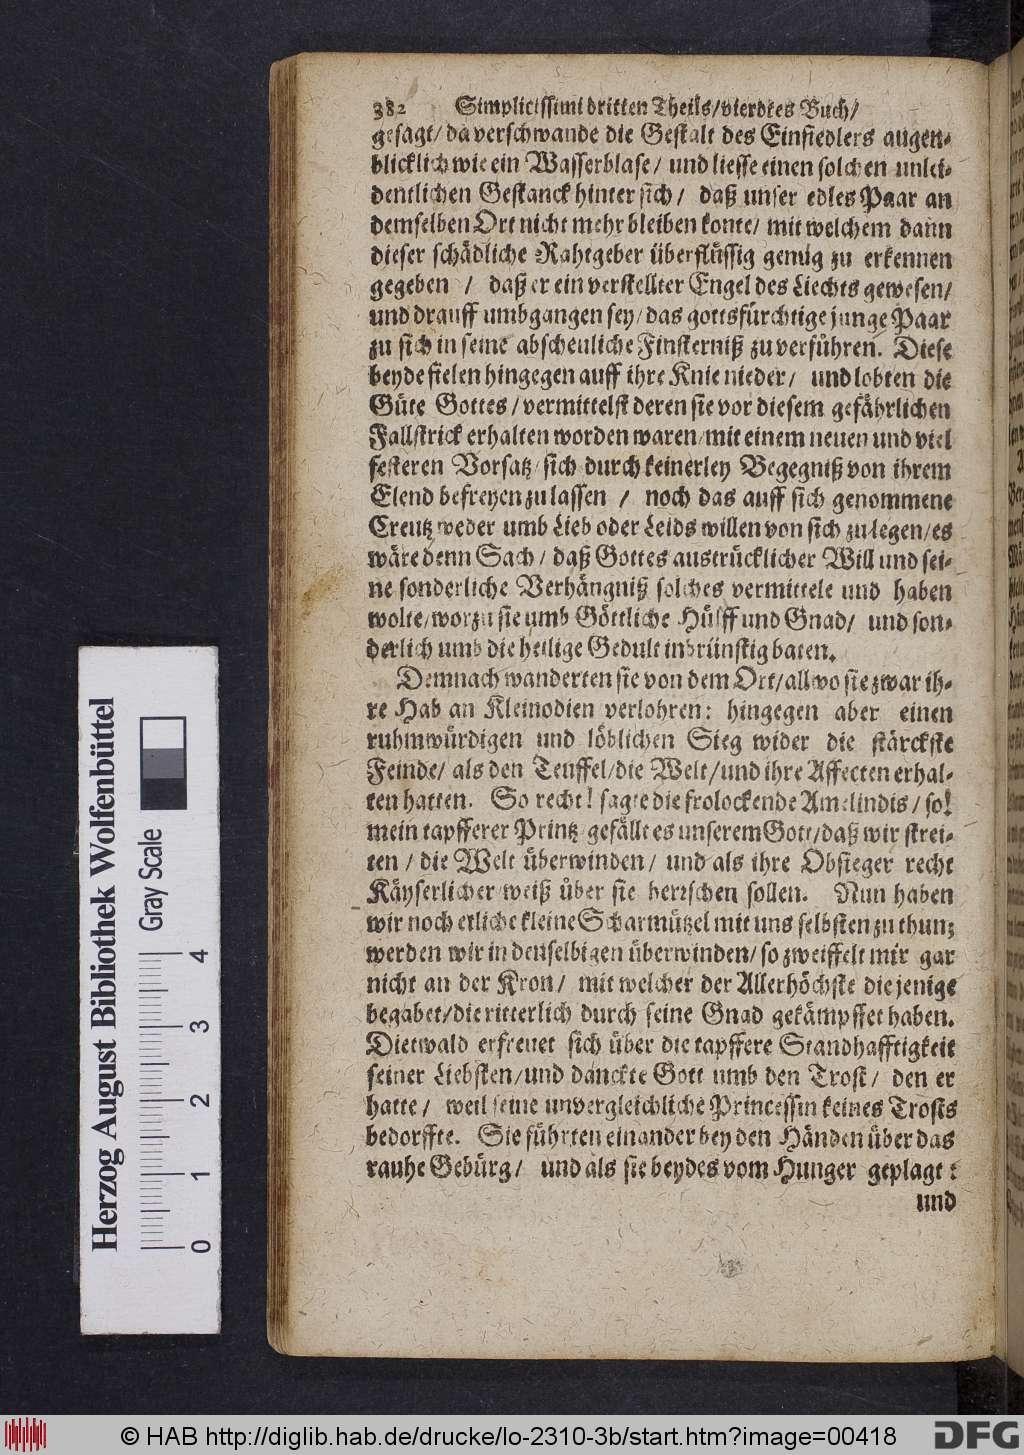 382 Simplicissimi dritten Theils/vierdtes Buch/
gesagt/ da verschwande die Gestalt des Einsiedlers augen-
blicklich wie ein Wasserblase/ und liesse einen solchen unlei-
dentlichen Gestanck hinter sich/ daß unser edles Paar an
demselben Ort nicht mehr bleiben konte/ mit welchem dann
dieser schädliche Rahtgeber überflüssig genug zu erkennen
gegeben / daß er ein verstellter Engel des Liechts gewesen/
und drauff umbgangen sey/ das gottsfürchtige junge Paar
zu sich in seine abscheuliche Finsterniß zu verführen. Diese
beyde fielen hingegen auff ihre Knie nieder/ und lobten die
Güte Gottes/ vermittelst deren sie vor diesem gefährlichen
Fallstrick erhalten worden waren/ mit einem neuen und viel
festeren Vorsatz/ sich durch keinerley Begegniß von ihrem
Elend befreyen zu lassen / noch das auff sich genommene
Creutz weder umb Lieb oder Leids willen von sich zu legen/ es
wäre denn Sach/ daß Gottes austrücklicher Will und sei-
ne sonderliche Verhängniß solches vermittele und haben
wolte/ worzu sie umb Göttliche Hülff und Gnad/ und son-
derlich umb die heilige Gedult inbrünstig baten.
Demnach wanderten sie von dem Ort/ allwo sie zwar ih-
re Hab an Kleinodien verlohren: hingegen aber einen
ruhmwürdigen und löblichen Sieg wider die stärckste
Feinde/ als den Teuffel/ die Welt/ und ihre Affecten erhal-
ten hatten. So recht! sagte die frolockende Amelindis/ so!
mein tapfferer Printz gefällt es unserem Gott/ daß wir strei-
ten / die Welt überwinden/ und als ihre Obsieger recht
Käyserlicher weiß über sie herrschen sollen. Nun haben
wir noch etliche kleine Scharmützel mit uns selbsten zu thun;
werden wir in denselbigen überwinden/ so zweiffelt mir gar
nicht an der Kron/ mit welcher der Allerhöchste die jenige
begabet/ die ritterlich durch seine Gnad gekämpffet haben.
Dietwald erfreuet sich über die tapffere Standhafftigkeit
seiner Liebsten/ und danckte Gott umb den Trost/ den er
hatte/ weil seine unvergleichliche Princessin keines Trosts
bedorffte. Sie führten einander bey den Händen über das
rauhe Gebürg/ und als sie beydes vom Hunger geplagt
und
Herzog August Bibliothek Wolfenbüttel
Gray Scale
0 1 2 3 4
© HAB http://diglib.hab.de/drucke/lo-2310-3b/start.htm?image=00418
DFG